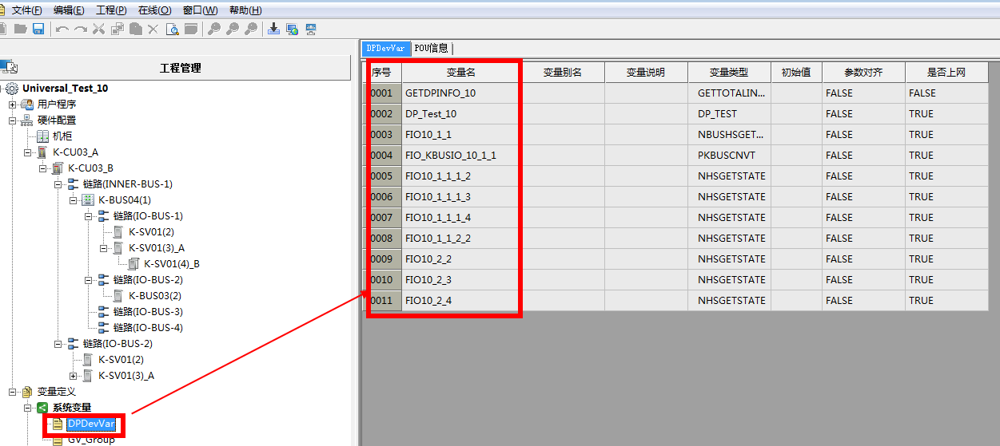 文件(F) 编辑(E) 工程(P) 在线(O) 窗口(W) 帮助(H)
工程管理
Universal_Test_10
用户程序
硬件配置
机柜
K-CU03_A
K-CU03_B
链路(INNER-BUS-1)
K-BUS04(1)
链路(IO-BUS-1)
K-SV01(2)
K-SV01(3)_A
K-SV01(4)_B
链路(IO-BUS-2)
K-BUS03(2)
链路(IO-BUS-3)
链路(IO-BUS-4)
链路(IO-BUS-2)
K-SV01(2)
K-SV01(3)_A
变量定义
系统变量
DPDevVar
GV_Group
DPDevVar POU信息
序号 变量名 变量别名 变量说明 变量类型 初始值 参数对齐 是否上网
0001 GETDPINFO_10 GETTOTALIN... FALSE FALSE
0002 DP_Test_10 DP_TEST FALSE TRUE
0003 FIO10_1_1 NBUSHSGET... FALSE TRUE
0004 FIO_KBUSIO_10_1_1 PKBUSCNVT FALSE TRUE
0005 FIO10_1_1_1_2 NHSGETSTATE FALSE TRUE
0006 FIO10_1_1_1_3 NHSGETSTATE FALSE TRUE
0007 FIO10_1_1_1_4 NHSGETSTATE FALSE TRUE
0008 FIO10_1_1_2_2 NHSGETSTATE FALSE TRUE
0009 FIO10_2_2 NHSGETSTATE FALSE TRUE
0010 FIO10_2_3 NHSGETSTATE FALSE TRUE
0011 FIO10_2_4 NHSGETSTATE FALSE TRUE